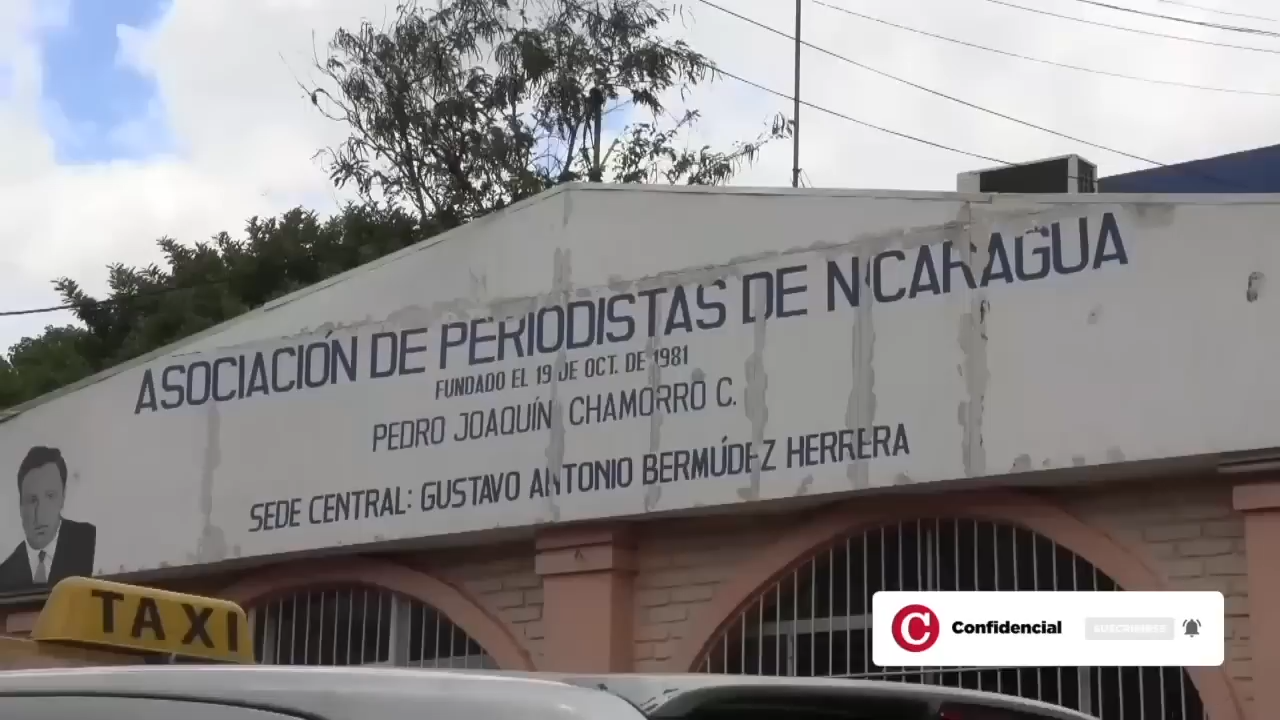 ASOCIACIÓN DE PERIODISTAS DE NICARAGUA
FUNDADO EL 19 DE OCT. DE 1981
PEDRO JOAQUÍN CHAMORRO C.
SEDE CENTRAL: GUSTAVO ANTONIO BERMÚDEZ HERRERA
TAXI
C Confidencial SUSCRIBIRSE